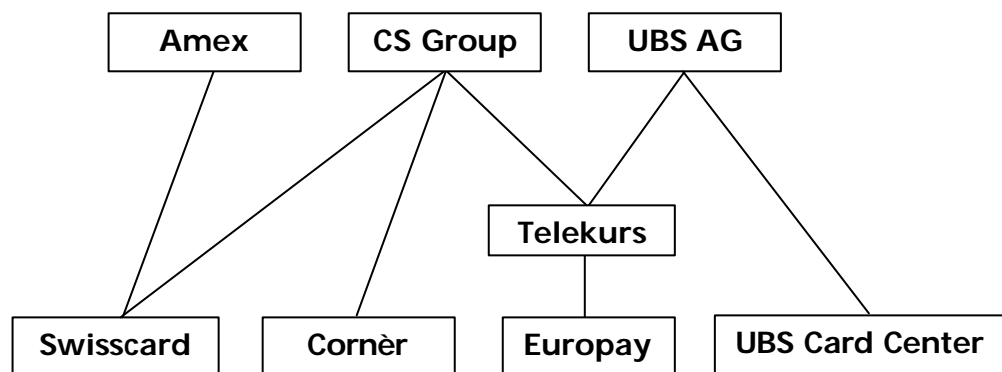 Amex
CS Group
UBS AG
Telekurs
Swisscard
Cornèr
Europay
UBS Card Center